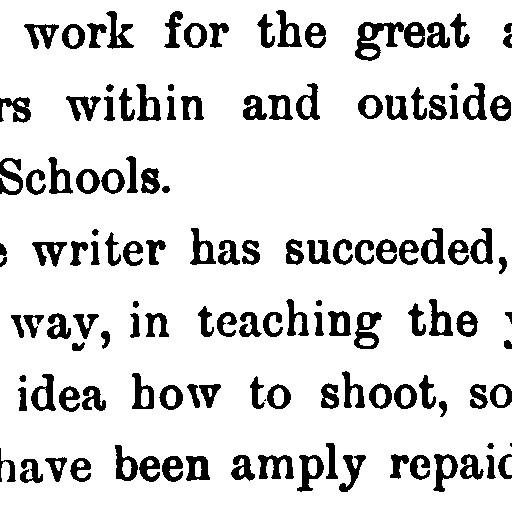 work for the great
rs within and outside
Schools.
writer has succeeded,
way, in teaching the
idea how to shoot, so
have been amply repaid